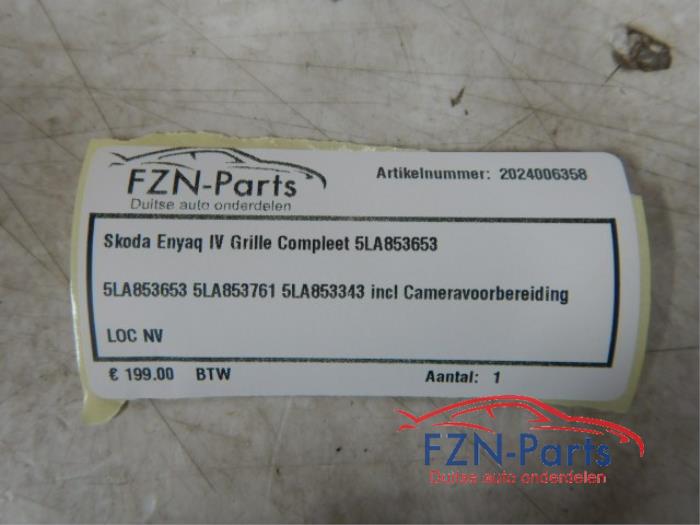 FZN-Parts
Duitse auto onderdelen
Artikelnummer: 2024006358
Skoda Enyaq IV Grille Compleet 5LA853653
5LA853653 5LA853761 5LA853343 incl Cameravoorbereiding
LOC NV
€ 199.00 BTW Aantal: 1
FZN-Parts
Duitse auto onderdelen